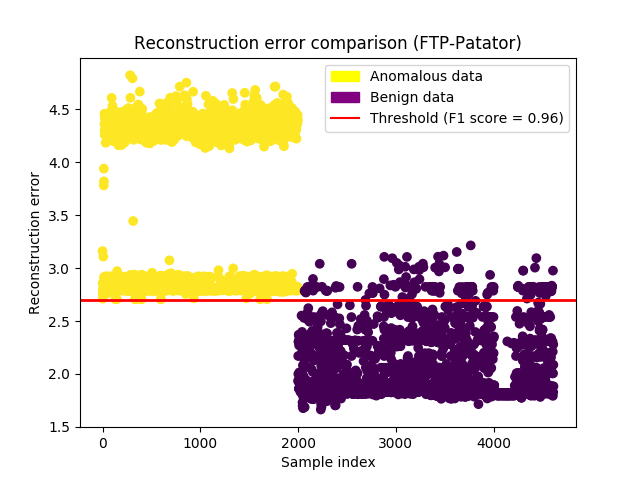 Reconstruction error comparison (FTP-Patator)
Anomalous data
Benign data
Threshold (F1 score = 0.96)
Reconstruction error
4.5
4.0
3.5
3.0
2.5
2.0
1.5
0
1000
2000
3000
4000
Sample index